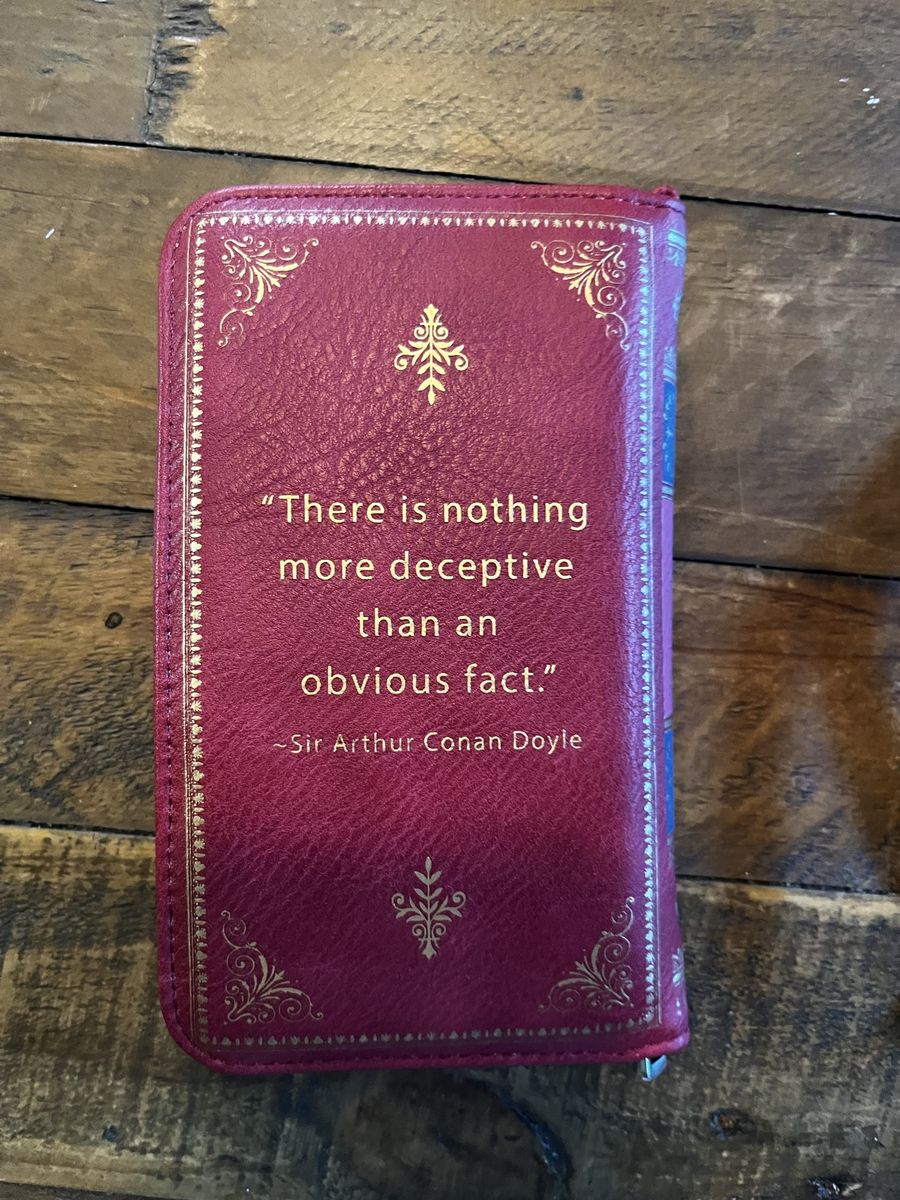 “There is nothing
more deceptive
than an
obvious fact.”
~Sir Arthur Conan Doyle